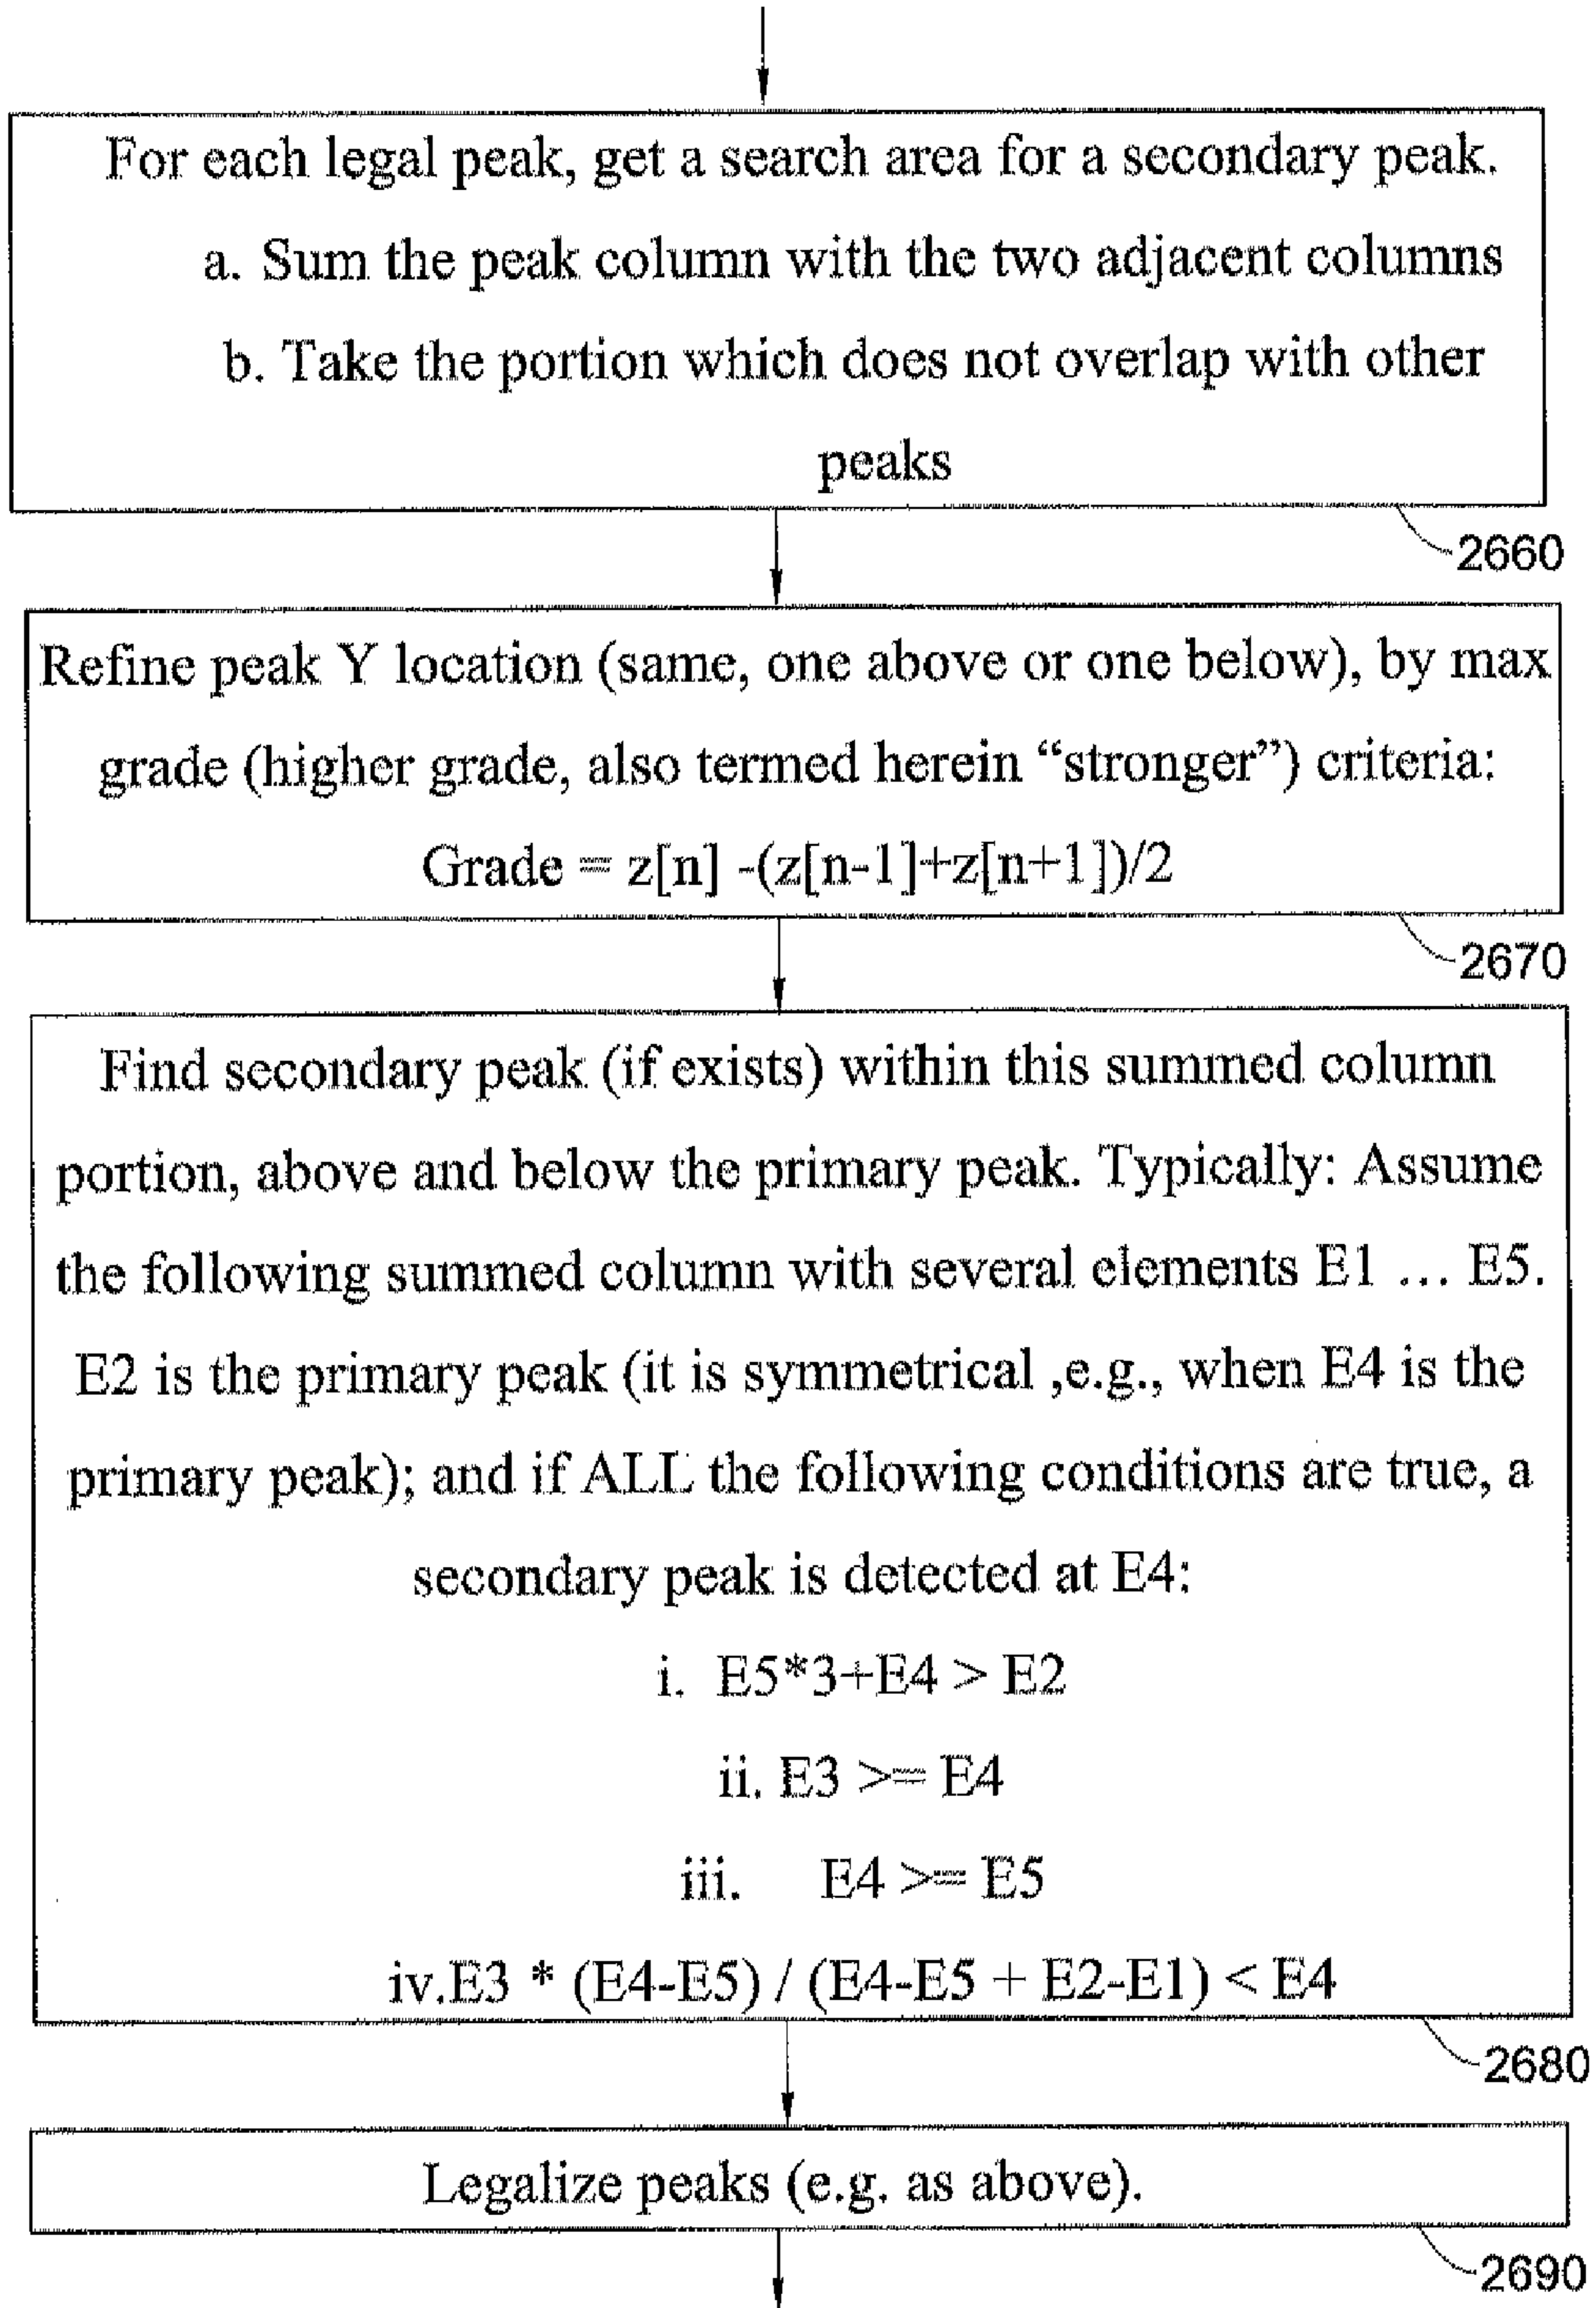 For each legal peak, get a search area for a secondary peak.
a. Sum the peak column with the two adjacent columns
b. Take the portion which does not overlap with other
peaks
2660
Refine peak Y location (same, one above or one below), by max
grade (higher grade, also termed herein “stronger”) criteria:
Grade = z[n] -(z[n-1]+z[n+1])/2
2670
Find secondary peak (if exists) within this summed column
portion, above and below the primary peak. Typically: Assume
the following summed column with several elements E1 ... E5.
E2 is the primary peak (it is symmetrical ,e.g., when E4 is the
primary peak); and if ALL the following conditions are true, a
secondary peak is detected at E4:
i. E5*3+E4 > E2
ii. E3 >= E4
iii. E4 >= E5
iv.E3 * (E4-E5) / (E4-E5 + E2-E1) < E4
2680
Legalize peaks (e.g. as above).
2690